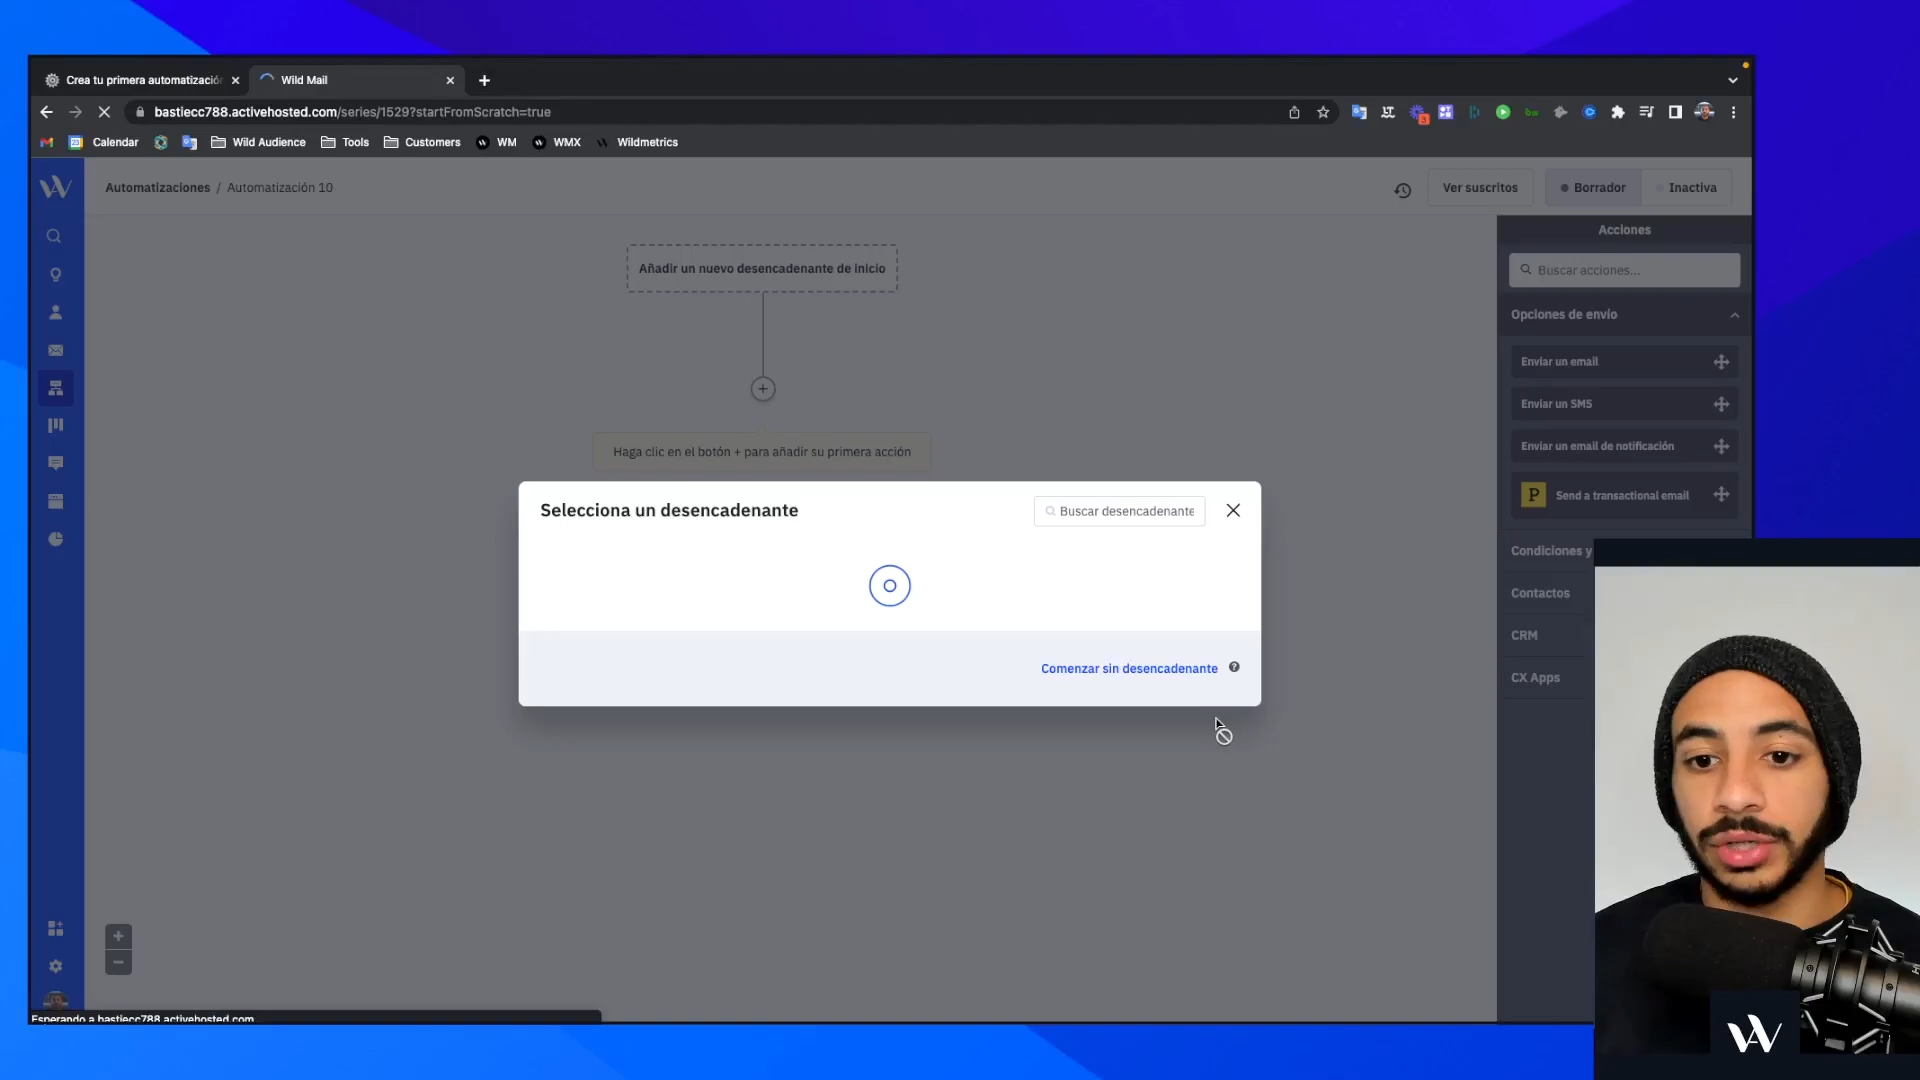 Crea tu primera automatizació
Wild Mail
bastiecc788.activehosted.com/series/1529?startFromScratch=true
Calendar
Wild Audience
Tools
Customers
WM
WMX
Wildmetrics
Automatizaciones / Automatización 10
Ver suscritos
Borrador
Inactiva
Acciones
Buscar acciones...
Añadir un nuevo desencadenante de inicio
Opciones de envío
Enviar un email
Enviar un SMS
Haga clic en el botón + para añadir su primera acción
Enviar un email de notificación
P Send a transactional email
Selecciona un desencadenante
Buscar desencadenante
Condiciones y
Contactos
CRM
Comenzar sin desencadenante
CX Apps
Esperando a bastiecc788.activehosted.com...